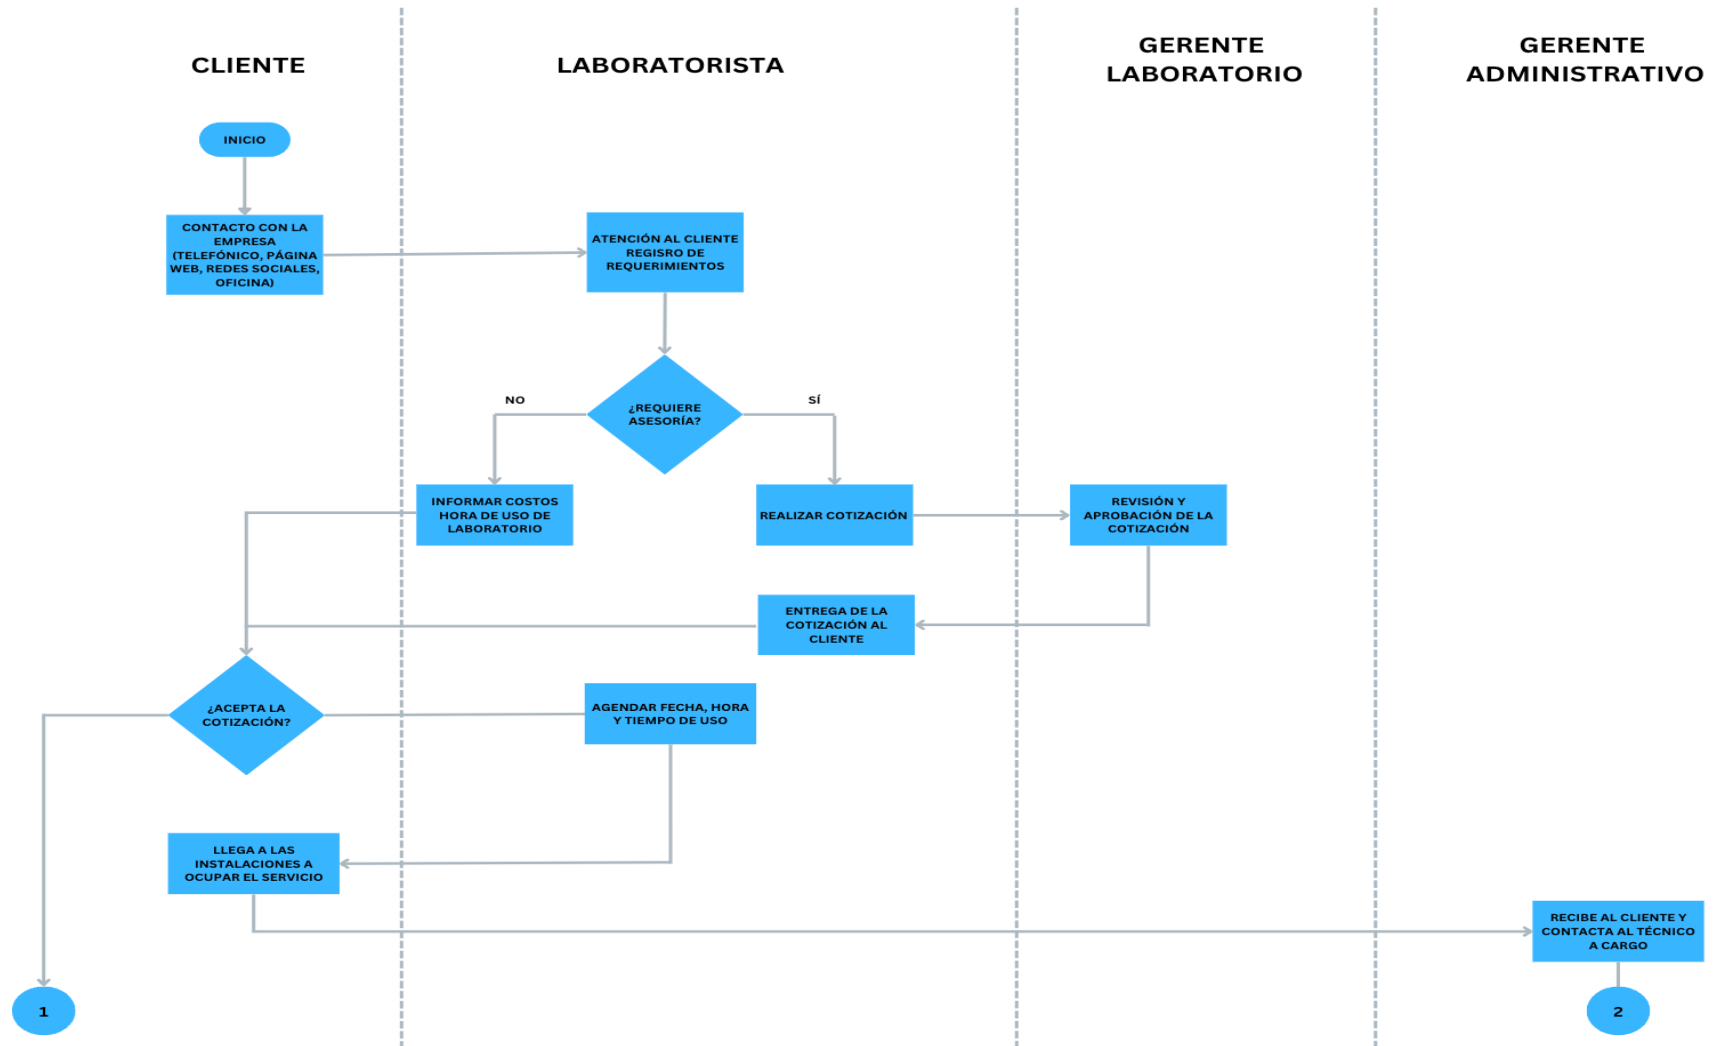 CLIENTE
LABORATORISTA
GERENTE
LABORATORIO
GERENTE
ADMINISTRATIVO
INICIO
CONTACTO CON LA
EMPRESA
(TELEFÓNICO, PÁGINA
WEB, REDES SOCIALES,
OFICINA)
ATENCIÓN AL CLIENTE
REGISRO DE
REQUERIMIENTOS
¿REQUIERE
ASESORÍA?
NO
SÍ
INFORMAR COSTOS
HORA DE USO DE
LABORATORIO
REALIZAR COTIZACIÓN
REVISIÓN Y
APROBACIÓN DE LA
COTIZACIÓN
ENTREGA DE LA
COTIZACIÓN AL
CLIENTE
¿ACEPTA LA
COTIZACIÓN?
AGENDAR FECHA, HORA
Y TIEMPO DE USO
LLEGA A LAS
INSTALACIONES A
OCUPAR EL SERVICIO
RECIBE AL CLIENTE Y
CONTACTA AL TÉCNICO
A CARGO
1
2